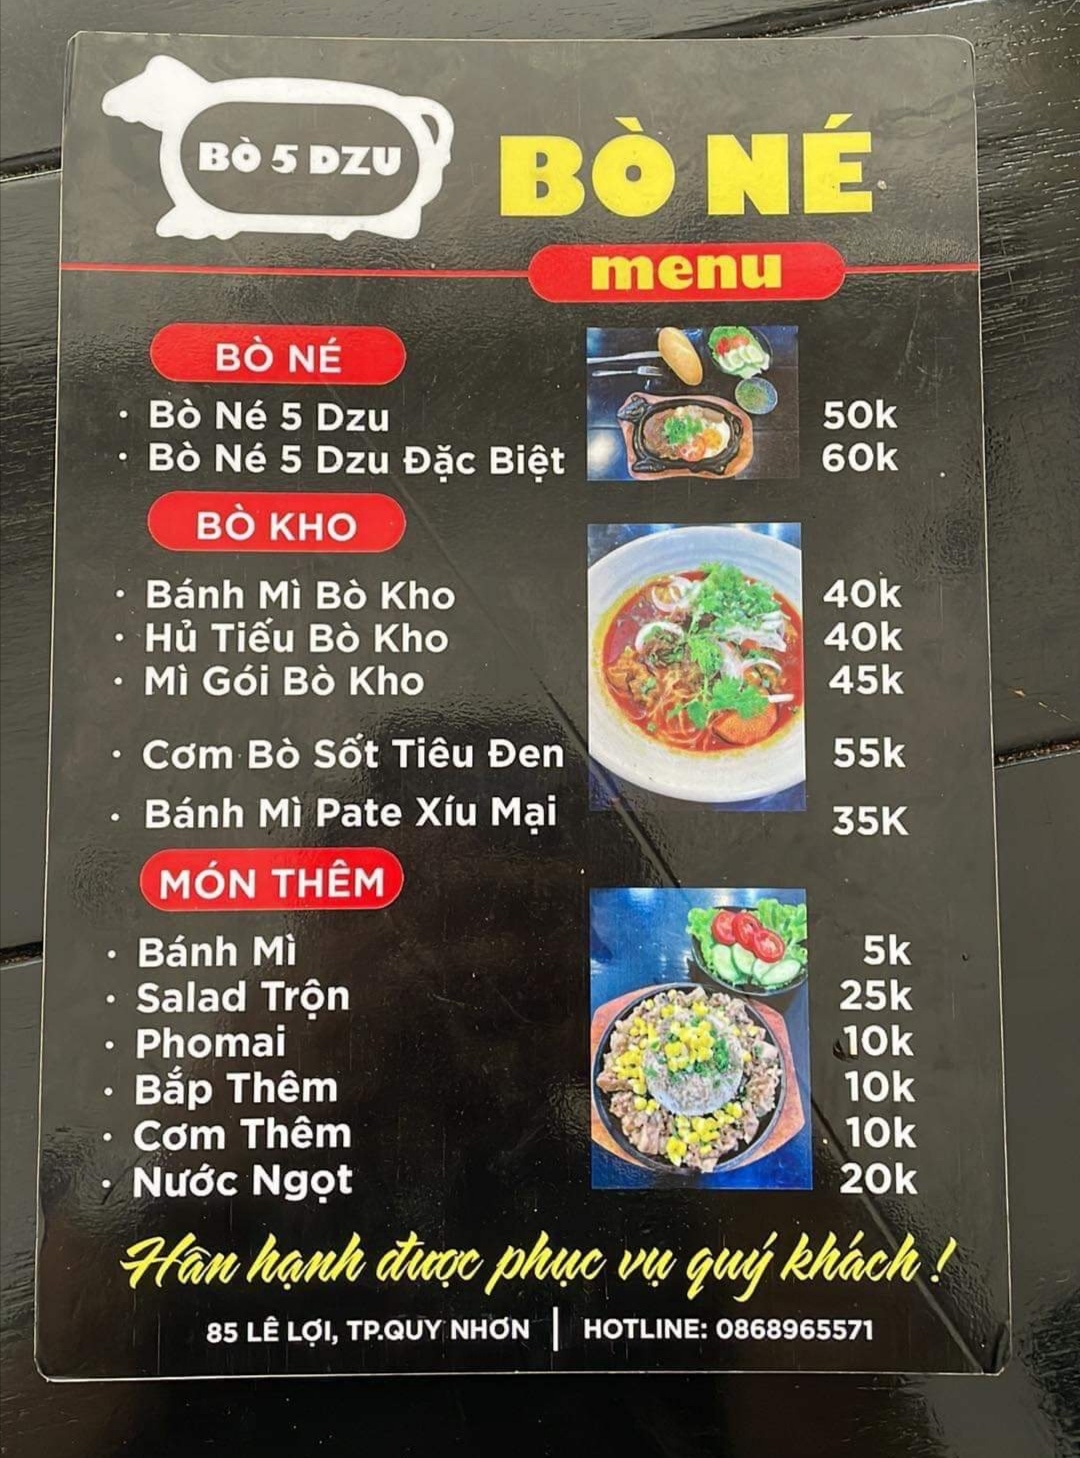 BÒ 5 DZU
BÒ NÉ
menu
BÒ NÉ
· Bò Né 5 Dzu 50k
· Bò Né 5 Dzu Đặc Biệt 60k
BÒ KHO
· Bánh Mì Bò Kho 40k
· Hủ Tiếu Bò Kho 40k
· Mì Gói Bò Kho 45k
· Cơm Bò Sốt Tiêu Đen 55k
· Bánh Mì Pate Xíu Mại 35K
MÓN THÊM
· Bánh Mì 5k
· Salad Trộn 25k
· Phomai 10k
· Bắp Thêm 10k
· Cơm Thêm 10k
· Nước Ngọt 20k
Hân hạnh được phục vụ quý khách !
85 LÊ LỢI, TP.QUY NHƠN | HOTLINE: 0868965571